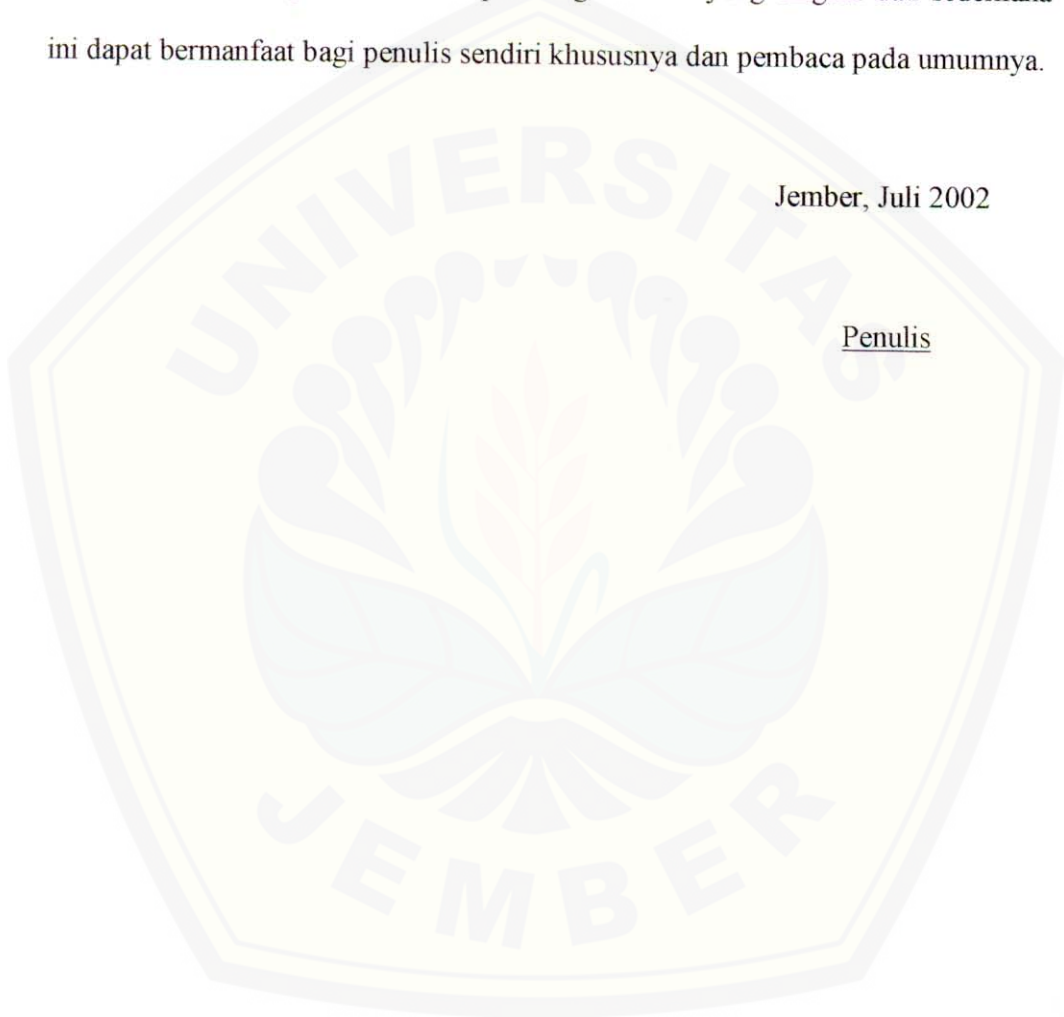 ini dapat bermanfaat bagi penulis sendiri khususnya dan pembaca pada umumnya.
Jember, Juli 2002
Penulis
UNIVERSITAS
JEMBER